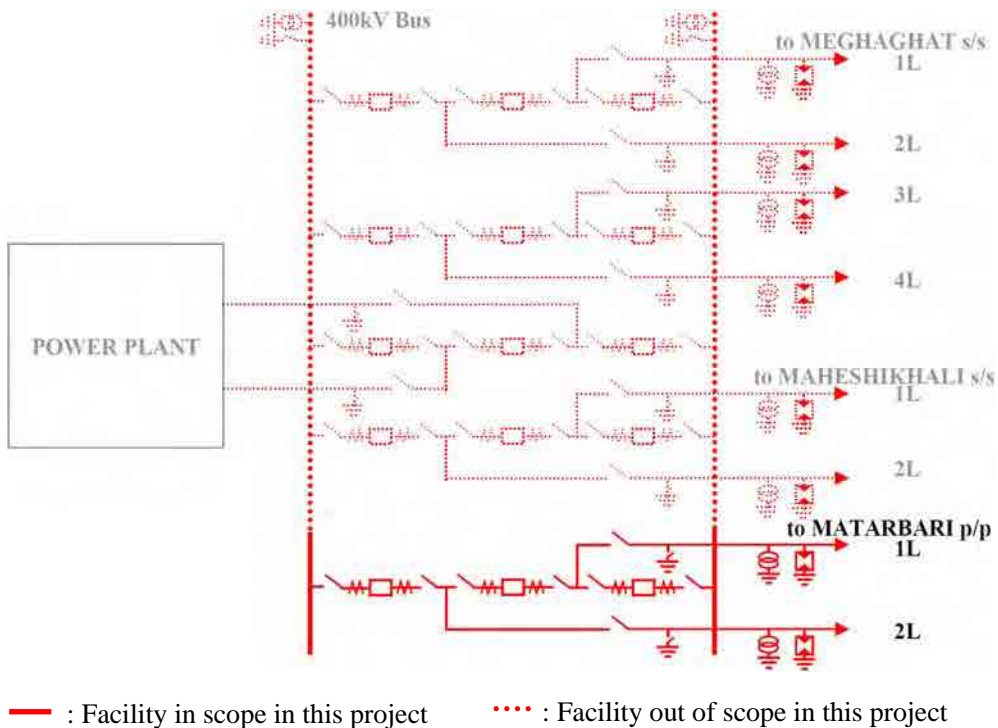 400kV Bus
to MEGHAGHAT s/s
1L
2L
3L
4L
POWER PLANT
to MAHESHIKHALI s/s
1L
2L
to MATARBARI p/p
1L
2L
: Facility in scope in this project
: Facility out of scope in this project